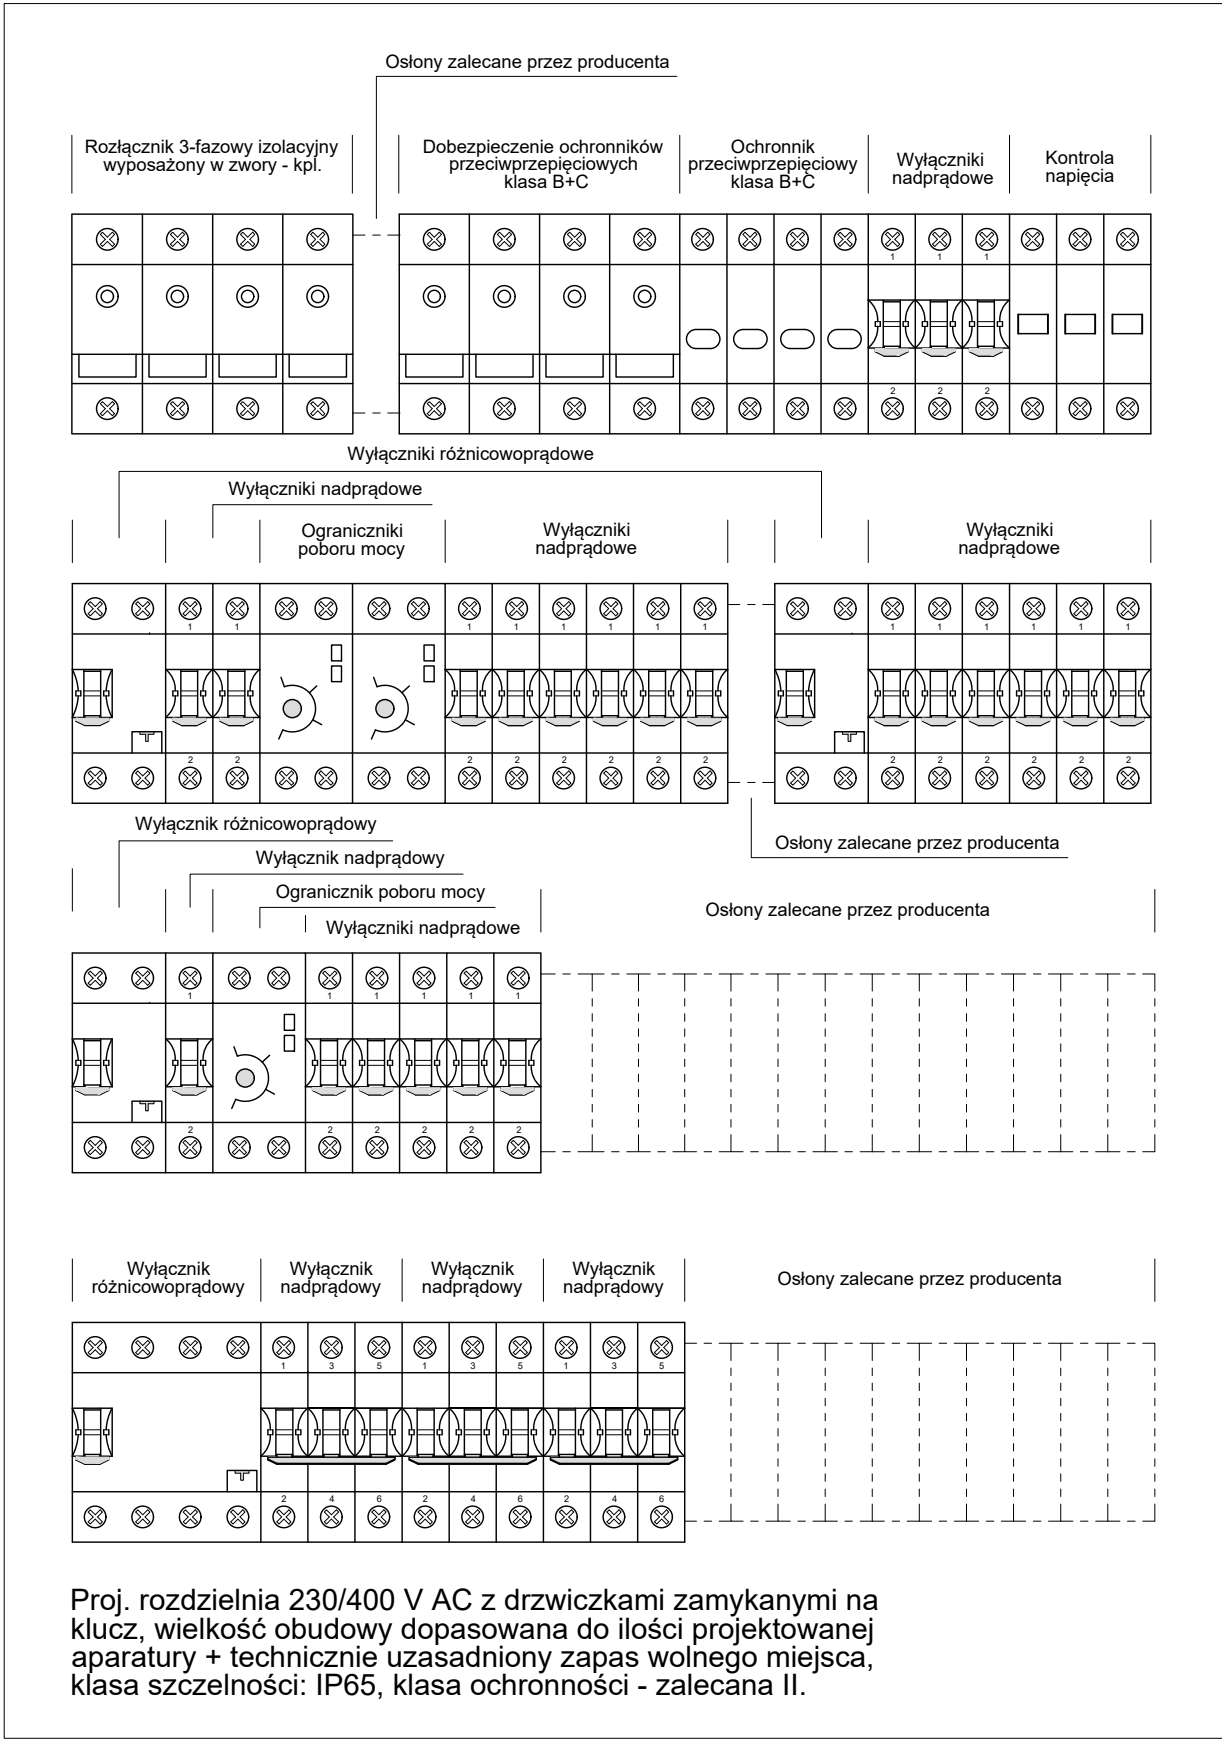 Osłony zalecane przez producenta
Rozłącznik 3-fazowy izolacyjny
wyposażony w zwory - kpl.
Dobezpieczenie ochronników
przeciwprzepięciowych
klasa B+C
Ochronnik
przeciwprzepięciowy
klasa B+C
Wyłączniki
nadprądowe
Kontrola
napięcia
1 1 1
2 2 2
Wyłączniki różnicowoprądowe
Wyłączniki nadprądowe
Ograniczniki
poboru mocy
Wyłączniki
nadprądowe
Wyłączniki
nadprądowe
1 1 1 1 1 1 1 1 1 1 1 1 1 1
2 2 2 2 2 2 2 2 2 2 2 2 2 2
Wyłącznik różnicowoprądowy
Osłony zalecane przez producenta
Wyłącznik nadprądowy
Ogranicznik poboru mocy
Wyłączniki nadprądowe
Osłony zalecane przez producenta
1 1 1 1 1 1
2 2 2 2 2 2
Wyłącznik
różnicowoprądowy
Wyłącznik
nadprądowy
Wyłącznik
nadprądowy
Wyłącznik
nadprądowy
Osłony zalecane przez producenta
1 3 5 1 3 5 1 3 5
2 4 6 2 4 6 2 4 6
Proj. rozdzielnia 230/400 V AC z drzwiczkami zamykanymi na
klucz, wielkość obudowy dopasowana do ilości projektowanej
aparatury + technicznie uzasadniony zapas wolnego miejsca,
klasa szczelności: IP65, klasa ochronności - zalecana II.